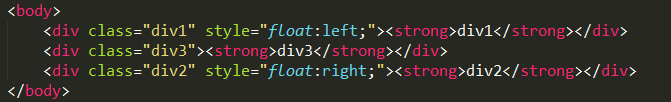 <body>
<div class="div1" style="float:left;"><strong>div1</strong></div>
<div class="div3"><strong>div3</strong></div>
<div class="div2" style="float:right;"><strong>div2</strong></div>
</body>